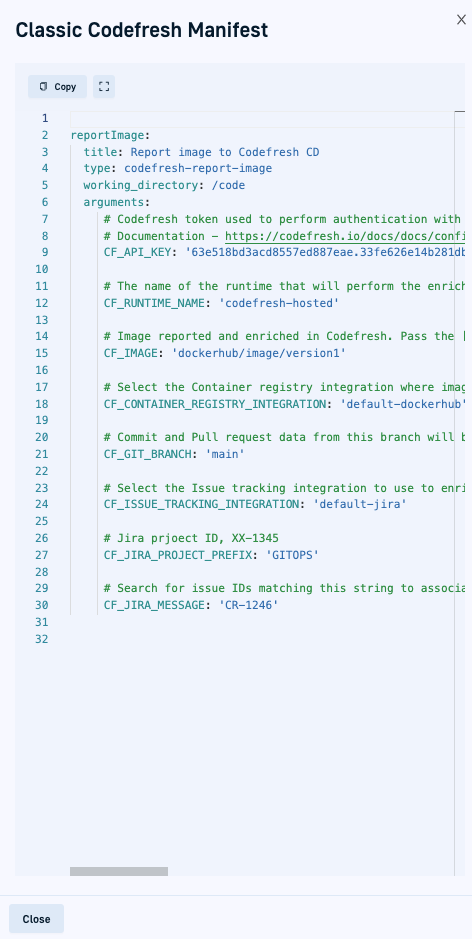 Classic Codefresh Manifest
X
Copy
1
2 reportImage:
3 title: Report image to Codefresh CD
4 type: codefresh-report-image
5 working_directory: /code
6 arguments:
7 # Codefresh token used to perform authentication with
8 # Documentation – https://codefresh.io/docs/docs/confi
9 CF_API_KEY: '63e518bd3acd8557ed887eae.33fe626e14b281db
10
11 # The name of the runtime that will perform the enrich
12 CF_RUNTIME_NAME: 'codefresh-hosted'
13
14 # Image reported and enriched in Codefresh. Pass the [
15 CF_IMAGE: 'dockerhub/image/version1'
16
17 # Select the Container registry integration where imag
18 CF_CONTAINER_REGISTRY_INTEGRATION: 'default-dockerhub'
19
20 # Commit and Pull request data from this branch will b
21 CF_GIT_BRANCH: 'main'
22
23 # Select the Issue tracking integration to use to enri
24 CF_ISSUE_TRACKING_INTEGRATION: 'default-jira'
25
26 # Jira prjoect ID, XX-1345
27 CF_JIRA_PROJECT_PREFIX: 'GITOPS'
28
29 # Search for issue IDs matching this string to associa
30 CF_JIRA_MESSAGE: 'CR-1246'
31
32
Close